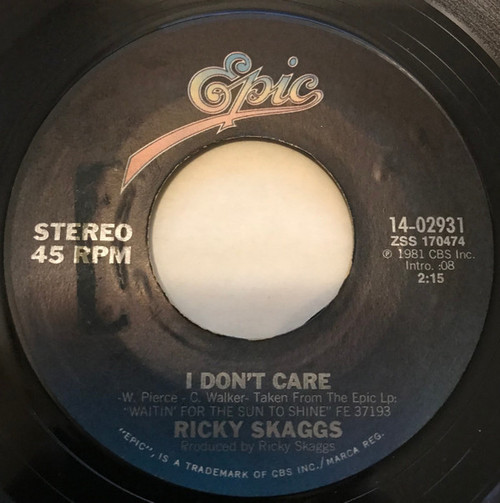 Epic
STEREO
45 RPM
14-02931
ZSS 170474
℗ 1981 CBS Inc.
Intro. :08
2:15
I DON'T CARE
-W. Pierce - C. Walker- Taken From The Epic Lp:
"WAITIN' FOR THE SUN TO SHINE" FE 37193
RICKY SKAGGS
Produced by Ricky Skaggs
"EPIC", IS A TRADEMARK OF CBS INC./MARCA REG.